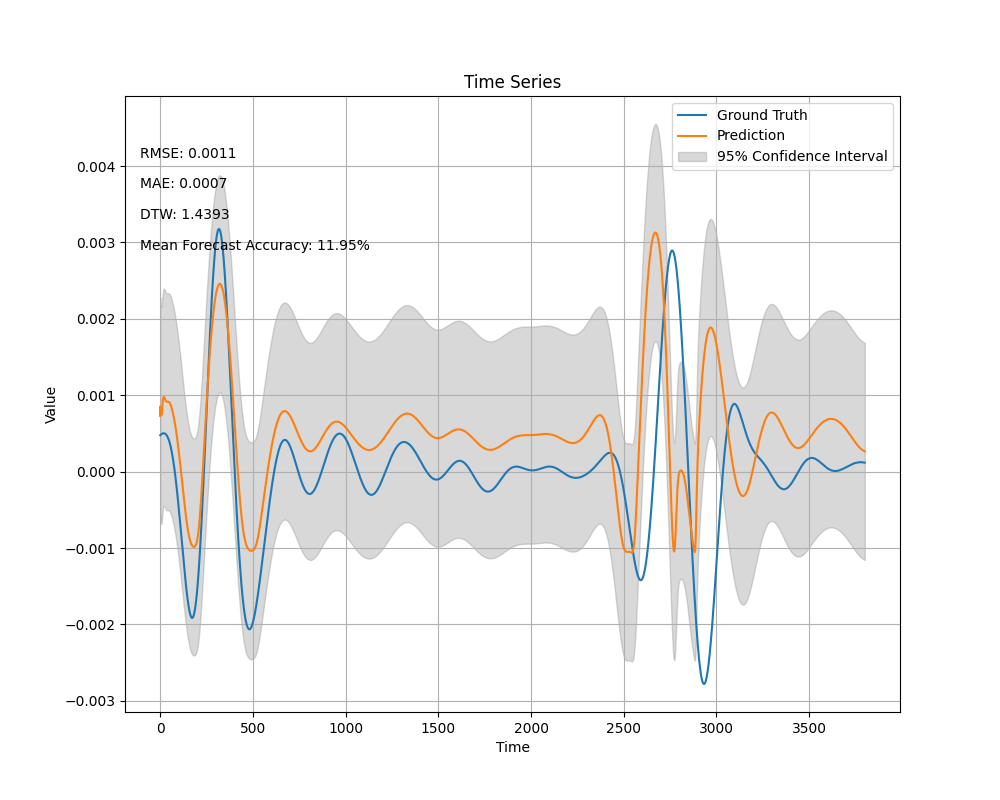 Time Series
Ground Truth
Prediction
95% Confidence Interval
RMSE: 0.0011
MAE: 0.0007
DTW: 1.4393
Mean Forecast Accuracy: 11.95%
Value
0.004
0.003
0.002
0.001
0.000
−0.001
−0.002
−0.003
0 500 1000 1500 2000 2500 3000 3500
Time